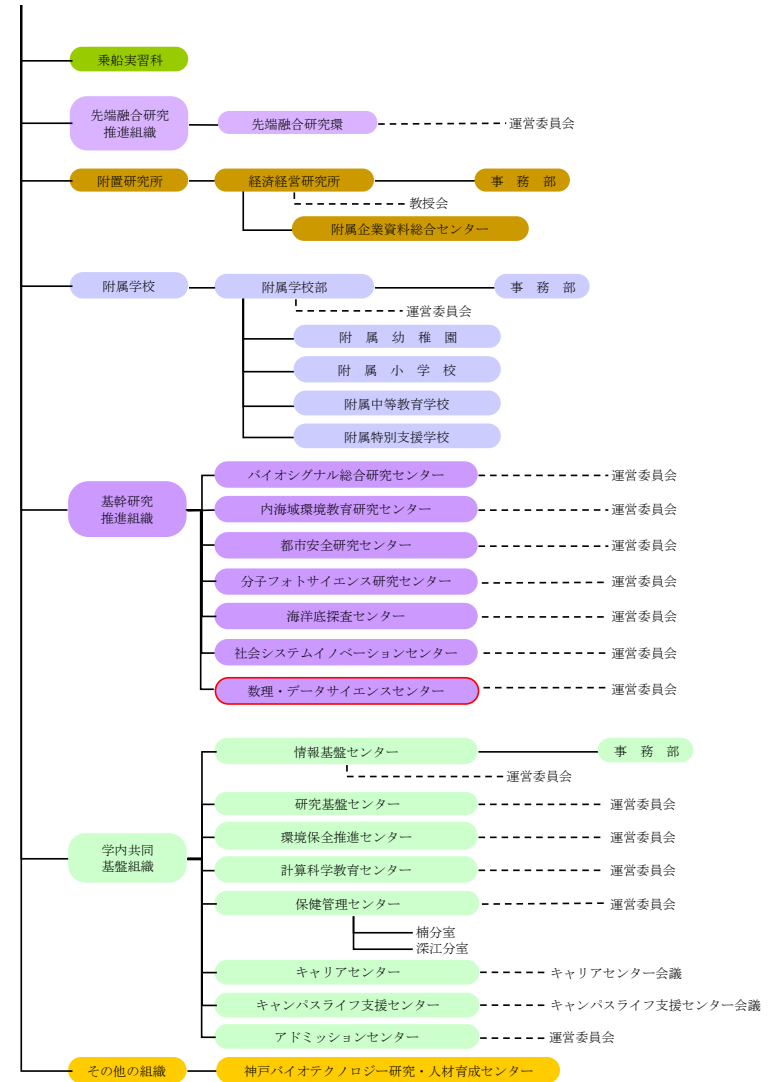 乗船実習科
先端融合研究
推進組織
先端融合研究環
運営委員会
附置研究所
経済経営研究所
事　務　部
教授会
附属企業資料総合センター
附属学校
附属学校部
事　務　部
運営委員会
附　属　幼　稚　園
附　属　小　学　校
附属中等教育学校
附属特別支援学校
基幹研究
推進組織
バイオシグナル総合研究センター
運営委員会
内海域環境教育研究センター
運営委員会
都市安全研究センター
運営委員会
分子フォトサイエンス研究センター
運営委員会
海洋底探査センター
運営委員会
社会システムイノベーションセンター
運営委員会
数理・データサイエンスセンター
運営委員会
学内共同
基盤組織
情報基盤センター
事　務　部
運営委員会
研究基盤センター
運営委員会
環境保全推進センター
運営委員会
計算科学教育センター
運営委員会
保健管理センター
運営委員会
楠分室
深江分室
キャリアセンター
キャリアセンター会議
キャンパスライフ支援センター
キャンパスライフ支援センター会議
アドミッションセンター
運営委員会
その他の組織
神戸バイオテクノロジー研究・人材育成センター